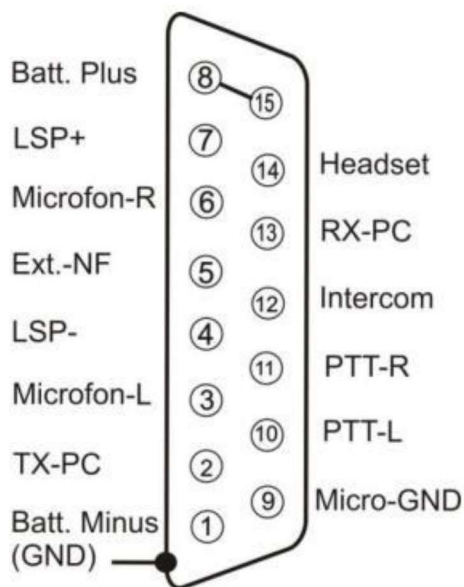 Batt. Plus 8 15
LSP+ 7
14 Headset
Microfon-R 6
13 RX-PC
Ext.-NF 5
12 Intercom
LSP- 4
11 PTT-R
Microfon-L 3
10 PTT-L
TX-PC 2
9 Micro-GND
Batt. Minus 1
(GND)